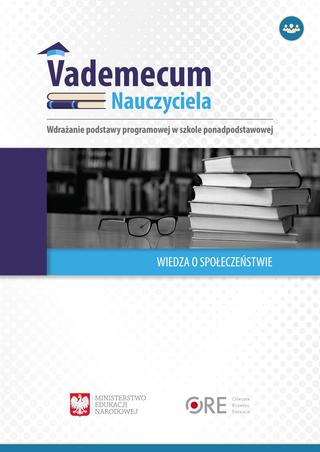 Vademecum
Nauczyciela
Wdrażanie podstawy programowej w szkole ponadpodstawowej
WIEDZA O SPOŁECZEŃSTWIE
MINISTERSTWO
EDUKACJI
NARODOWEJ
ORE
Ośrodek
Rozwoju
Edukacji